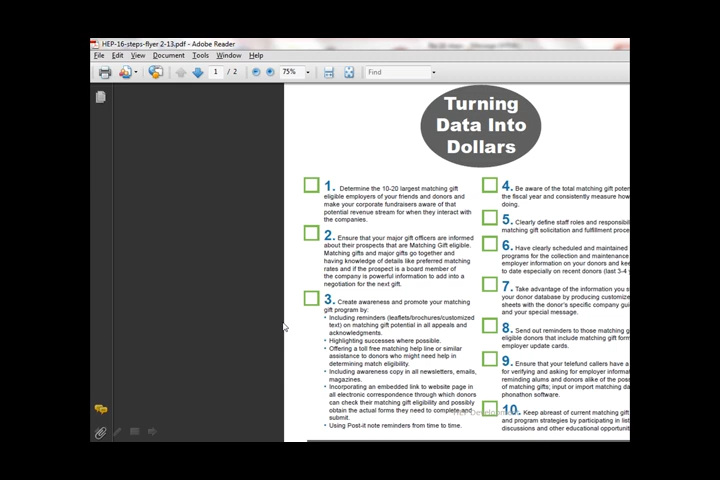 HEP-16-steps-flyer 2-13.pdf - Adobe Reader
File Edit View Document Tools Window Help
1 / 2 75% Find
Turning
Data Into
Dollars
1. Determine the 10-20 largest matching gift
eligible employers of your friends and donors and
make your corporate fundraisers aware of that
potential revenue stream for when they interact with
the companies.
2. Ensure that your major gift officers are informed
about their prospects that are Matching Gift eligible.
Matching gifts and major gifts go together and
having knowledge of details like preferred matching
rates and if the prospect is a board member of
the company is powerful information to add into a
negotiation for the next gift.
3. Create awareness and promote your matching
gift program by:
• Including reminders (leaflets/brochures/customized
text) on matching gift potential in all appeals and
acknowledgments.
• Highlighting successes where possible.
• Offering a toll free matching help line or similar
assistance to donors who might need help in
determining match eligibility.
• Including awareness copy in all newsletters, emails,
magazines.
• Incorporating an embedded link to website page in
all electronic correspondence through which donors
can check their matching gift eligibility and possibly
obtain the actual forms they need to complete and
submit.
• Using Post-it note reminders from time to time.
4. Be aware of the total matching gift poten
the fiscal year and consistently measure how
doing.
5. Clearly define staff roles and responsibil
matching gift solicitation and fulfillment proce
6. Have clearly scheduled and maintained
programs for the collection and maintenance
employer information on your donors and kee
to date especially on recent donors (last 3-4 y
7. Take advantage of the information you s
your donor database by producing customize
sheets with the donor's specific company gui
and your special message.
8. Send out reminders to those matching g
eligible donors that include matching gift form
employer update cards.
9. Ensure that your telefund callers have a
for verifying and asking for employer informat
reminding alums and donors alike of the pos
of matching gifts; input or import matching da
phonathon software.
10. Keep abreast of current matching gift
and program strategies by participating in list
discussions and other educational opportunit